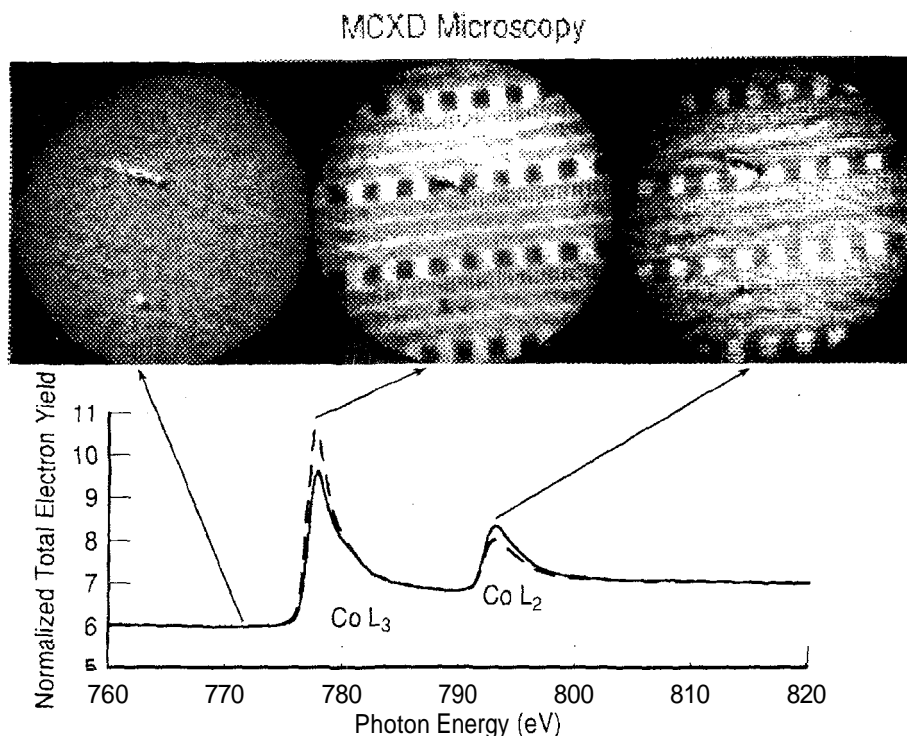 MCXD Microscopy
Normalized Total Electron Yield
11
10
9
8
7
6
5
Co L3
Co L2
760
770
780
790
800
810
820
Photon Energy (eV)